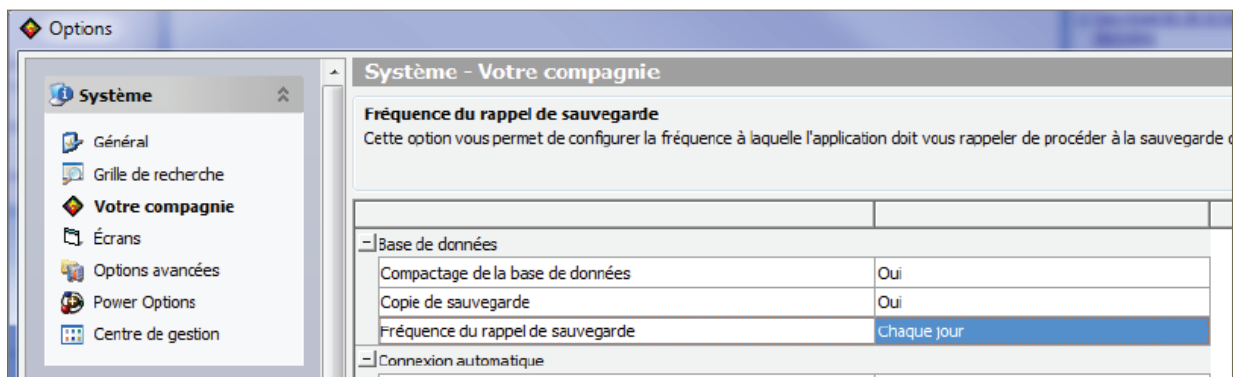 Options
Système
Général
Grille de recherche
Votre compagnie
Écrans
Options avancées
Power Options
Centre de gestion
Système - Votre compagnie
Fréquence du rappel de sauvegarde
Cette option vous permet de configurer la fréquence à laquelle l'application doit vous rappeler de procéder à la sauvegarde
Base de données
Compactage de la base de données Oui
Copie de sauvegarde Oui
Fréquence du rappel de sauvegarde Chaque jour
Connexion automatique